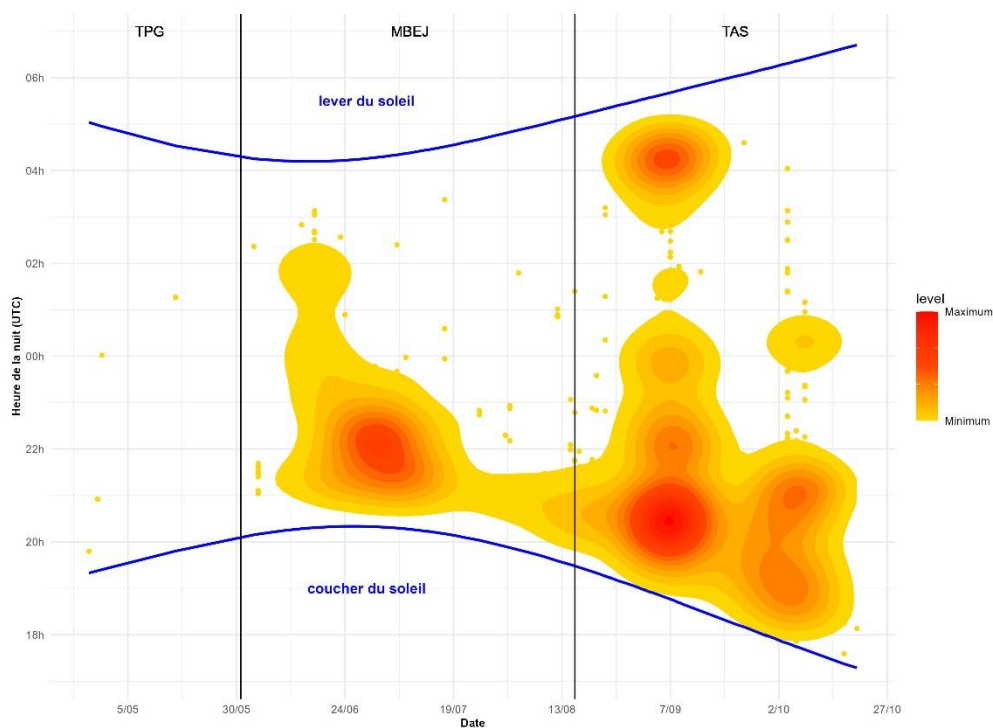 TPG MBEJ TAS
06h
lever du soleil
04h
02h
level
Maximum
Heure de la nuit (UTC)
00h
Minimum
22h
20h
coucher du soleil
18h
5/05 30/05 24/06 19/07 13/08 7/09 2/10 27/10
Date